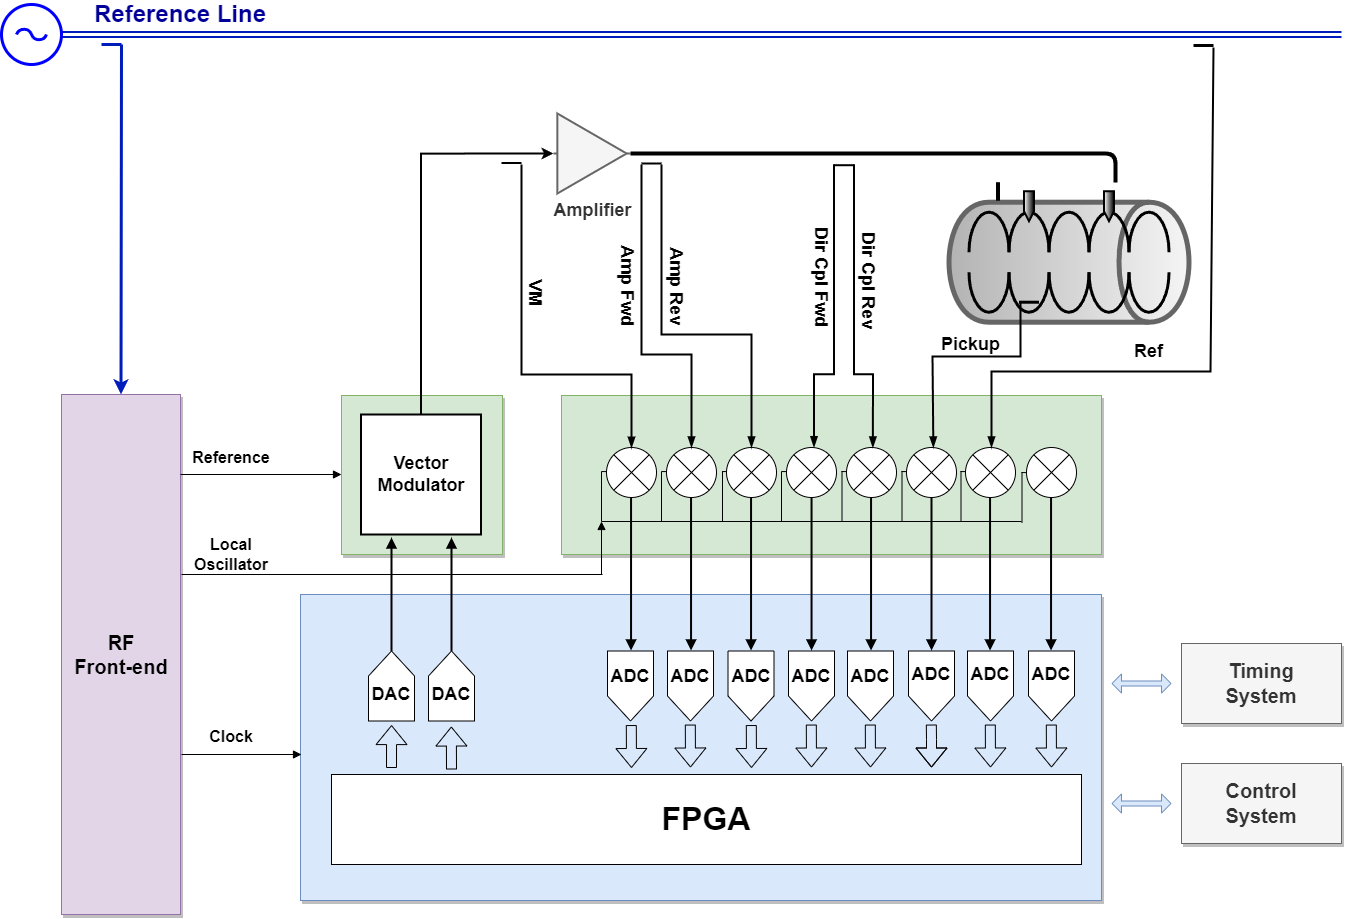 Reference Line
Amplifier
VM
Amp Fwd
Amp Rev
Dir Cpl Fwd
Dir Cpl Rev
Pickup
Ref
Reference
Vector
Modulator
Local
Oscillator
RF
Front-end
DAC
DAC
ADC
ADC
ADC
ADC
ADC
ADC
ADC
ADC
Timing
System
Clock
Control
System
FPGA